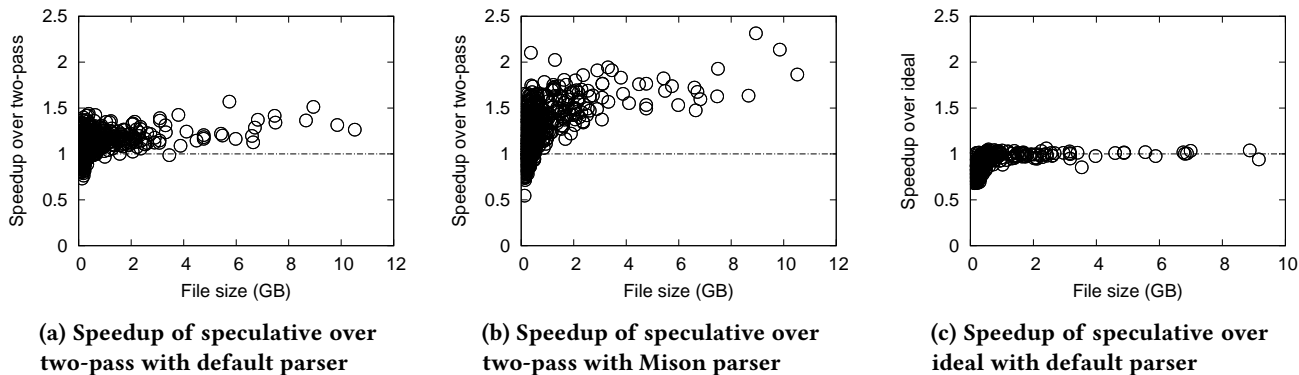 2.5
2
1.5
1
0.5
0
0 2 4 6 8 10 12
Speedup over two-pass
File size (GB)
(a) Speedup of speculative over
two-pass with default parser
2.5
2
1.5
1
0.5
0
0 2 4 6 8 10 12
Speedup over two-pass
File size (GB)
(b) Speedup of speculative over
two-pass with Mison parser
2.5
2
1.5
1
0.5
0
0 2 4 6 8 10
Speedup over ideal
File size (GB)
(c) Speedup of speculative over
ideal with default parser